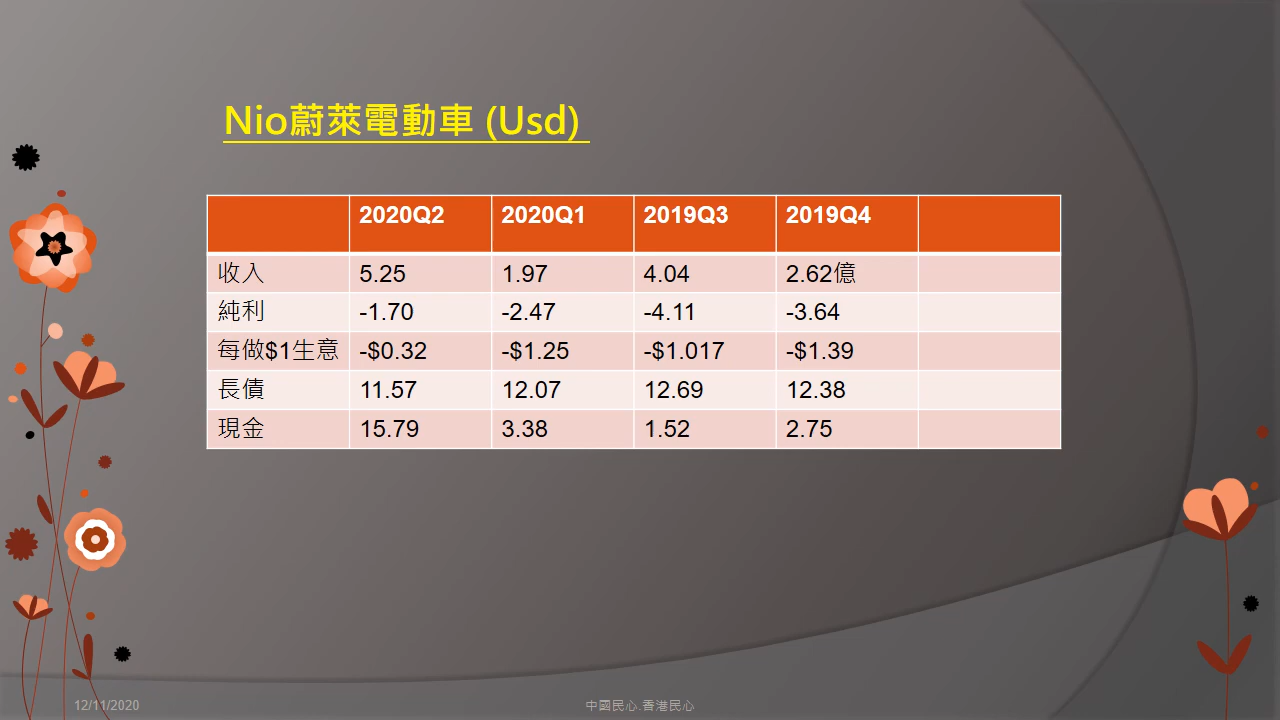 Nio蔚萊電動車 (Usd)
2020Q2 2020Q1 2019Q3 2019Q4
收入 5.25 1.97 4.04 2.62億
純利 -1.70 -2.47 -4.11 -3.64
每做$1生意 -$0.32 -$1.25 -$1.017 -$1.39
長債 11.57 12.07 12.69 12.38
現金 15.79 3.38 1.52 2.75
12/11/2020 中國民心.香港民心